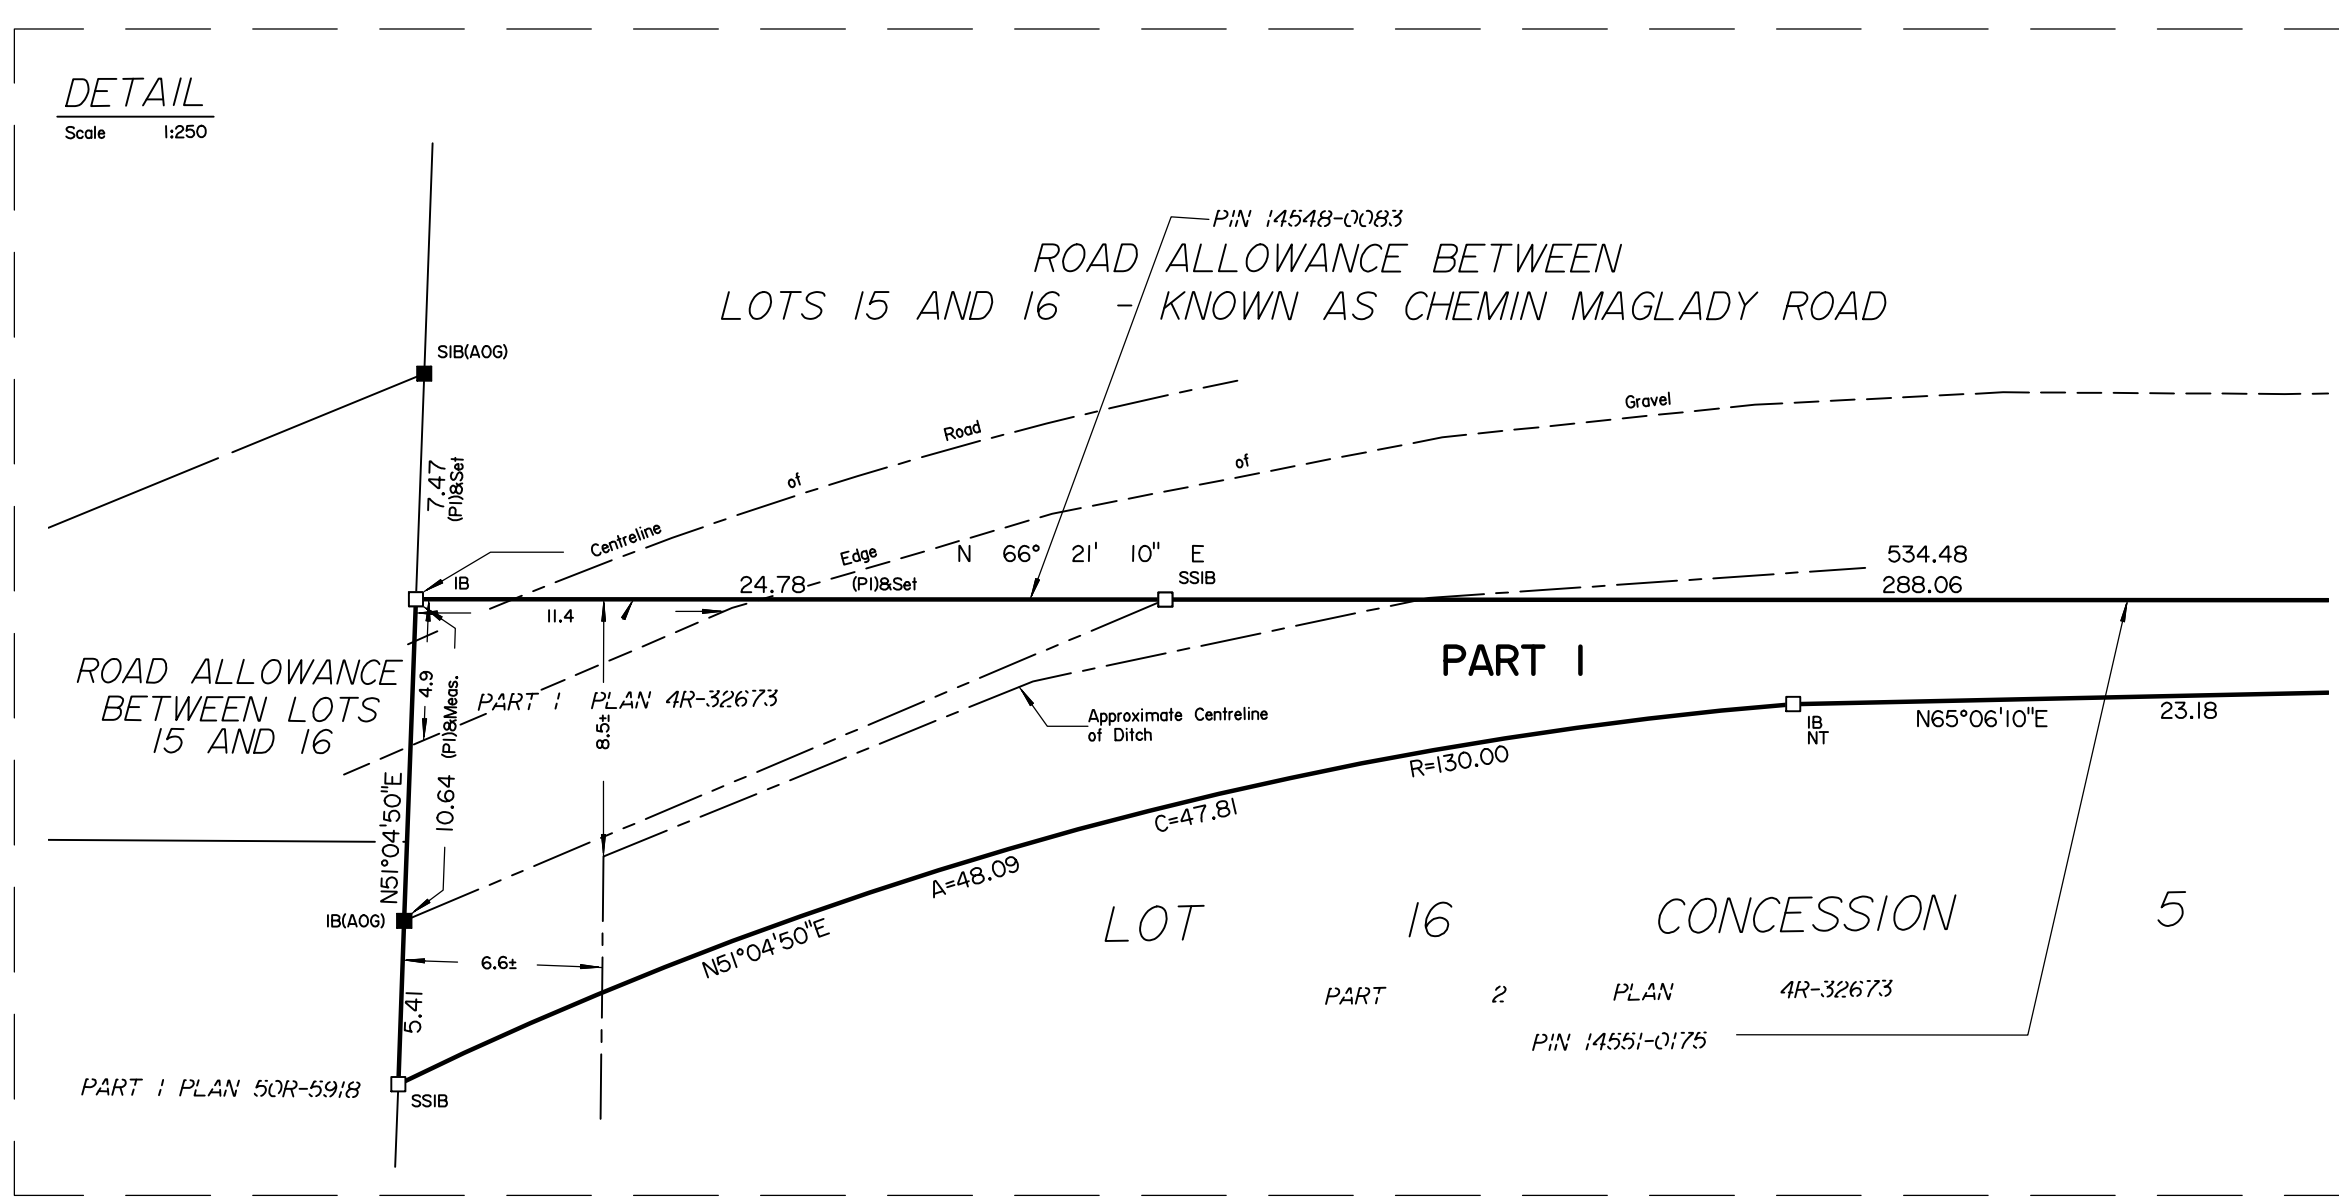 DETAIL
Scale 1:250
PIN 14548-0083
ROAD ALLOWANCE BETWEEN
LOTS 15 AND 16 - KNOWN AS CHEMIN MAGLADY ROAD
SIB(AOG)
7.47
(P1)&Set
Centreline of Road
Edge of Gravel
N 66° 21' 10" E
IB
24.78 (P1)&Set
SSIB
534.48
288.06
11.4
ROAD ALLOWANCE
BETWEEN LOTS
15 AND 16
4.9
PART 1 PLAN 4R-32673
8.5±
PART 1
Approximate Centreline
of Ditch
IB
NT
N65°06'10"E
23.18
R=130.00
C=47.81
A=48.09
N51°04'50"E
N51°04'50"E
10.64 (P1)&Meas.
IB(AOG)
6.6±
5.41
LOT 16 CONCESSION 5
PART 2 PLAN 4R-32673
PIN 14551-0175
PART 1 PLAN 50R-5918
SSIB